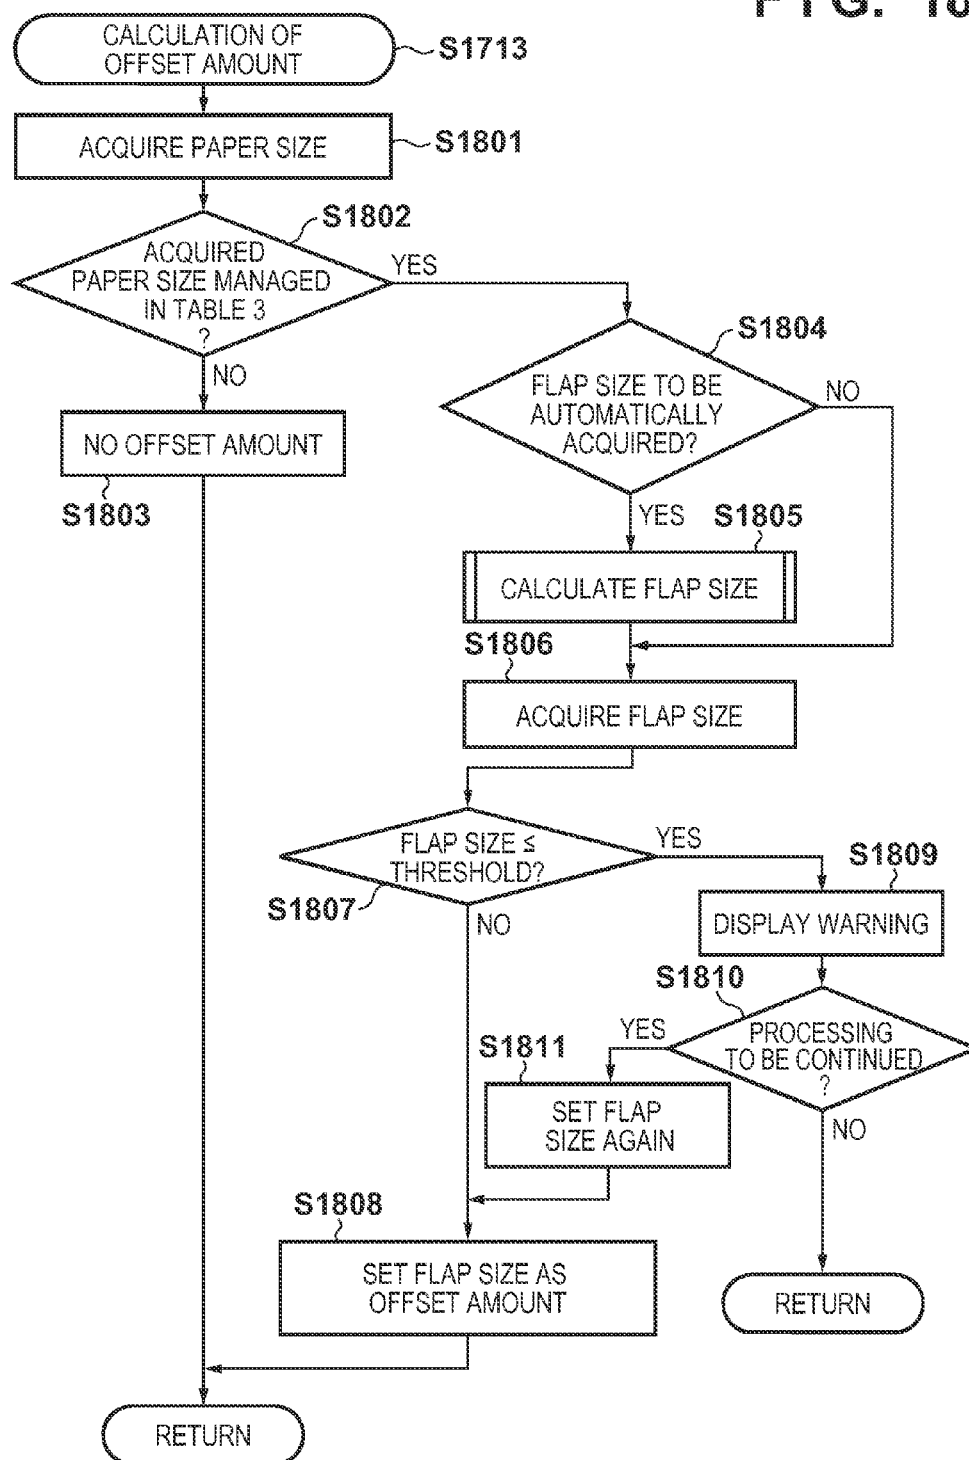 FIG. 18
CALCULATION OF
OFFSET AMOUNT
S1713
ACQUIRE PAPER SIZE
S1801
S1802
ACQUIRED
PAPER SIZE MANAGED
IN TABLE 3
?
YES
NO
S1804
FLAP SIZE TO BE
AUTOMATICALLY
ACQUIRED?
NO
YES
NO OFFSET AMOUNT
S1803
S1805
CALCULATE FLAP SIZE
S1806
ACQUIRE FLAP SIZE
FLAP SIZE ≤
THRESHOLD?
YES
S1807
NO
S1809
DISPLAY WARNING
S1810
PROCESSING
TO BE CONTINUED
?
YES
NO
S1811
SET FLAP
SIZE AGAIN
S1808
SET FLAP SIZE AS
OFFSET AMOUNT
RETURN
RETURN